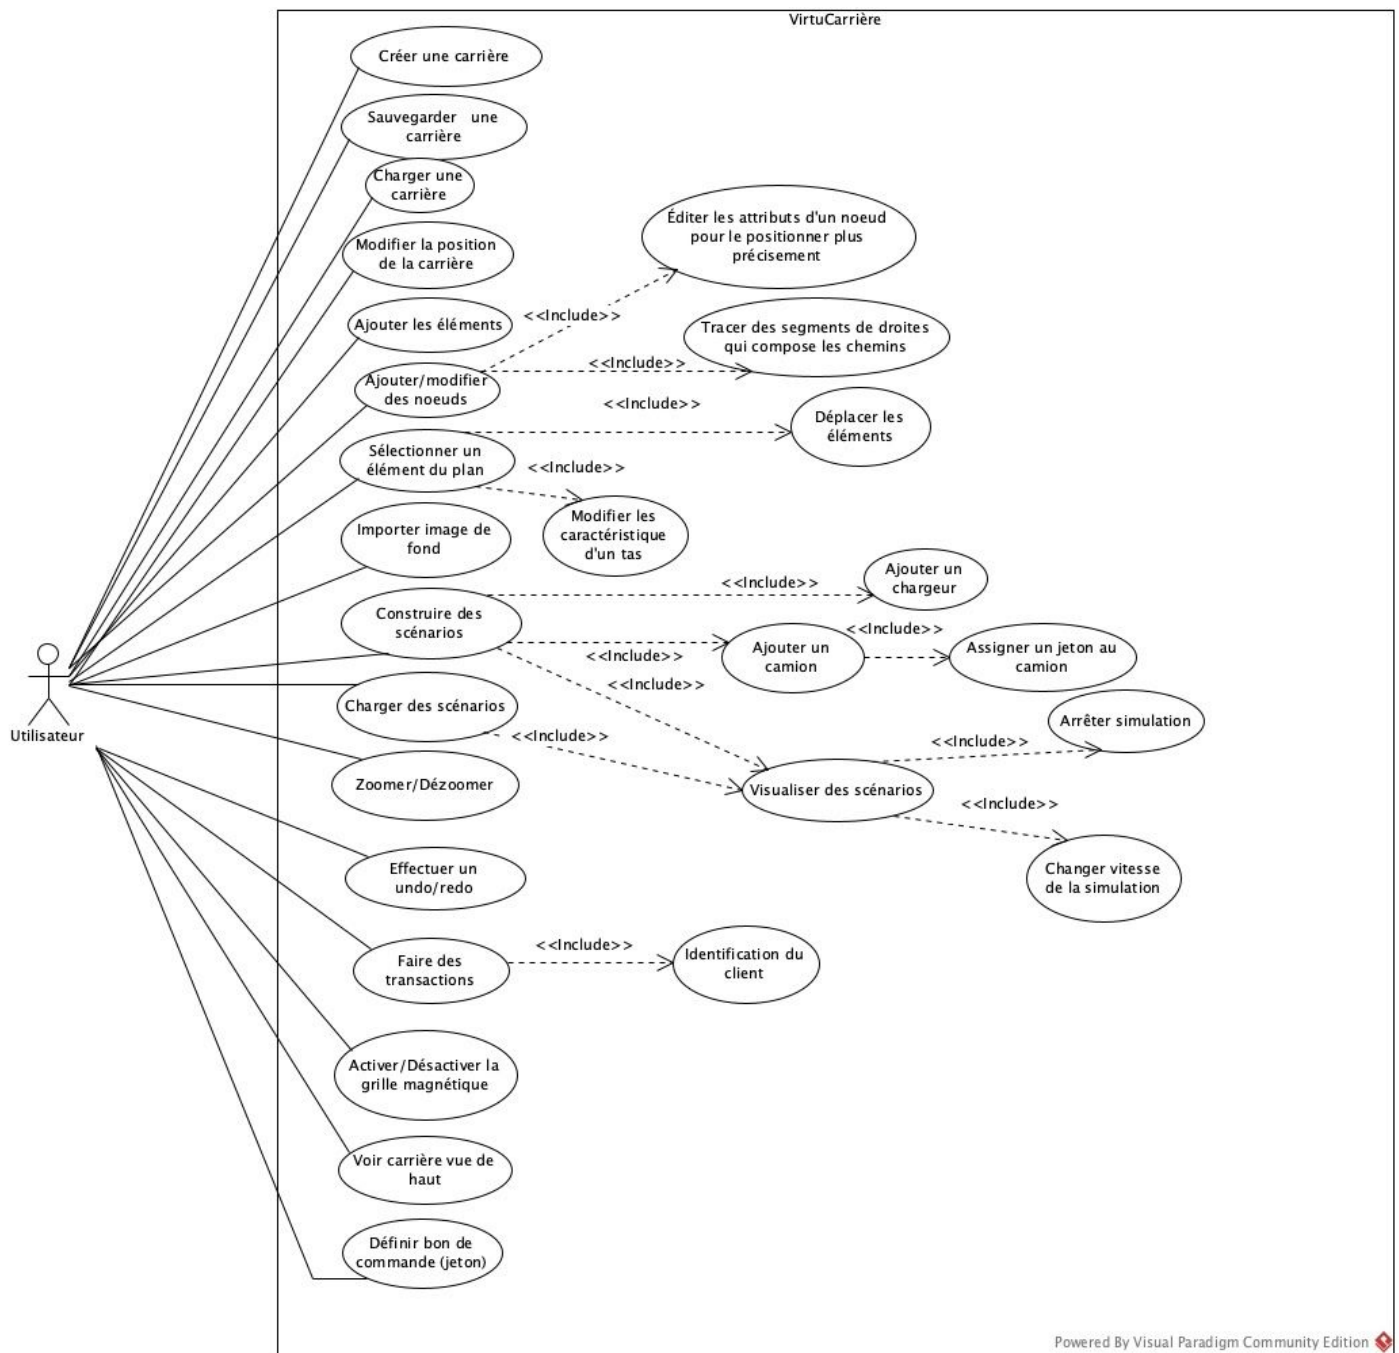 VirtuCarrière
Créer une carrière
Sauvegarder une
carrière
Charger une
carrière
Éditer les attributs d'un noeud
pour le positionner plus
précisement
Modifier la position
de la carrière
<<Include>>
Ajouter les éléments
Tracer des segments de droites
qui compose les chemins
<<Include>>
Ajouter/modifier
des noeuds
<<Include>>
Déplacer les
éléments
Sélectionner un
élément du plan
<<Include>>
Modifier les
caractéristique
d'un tas
Importer image de
fond
Ajouter un
chargeur
<<Include>>
Construire des
scénarios
<<Include>>
Ajouter un
camion
<<Include>>
Assigner un jeton au
camion
<<Include>>
Charger des scénarios
Arrêter simulation
Utilisateur
<<Include>>
<<Include>>
Zoomer/Dézoomer
Visualiser des scénarios
<<Include>>
Effectuer un
undo/redo
Changer vitesse
de la simulation
Faire des
transactions
<<Include>>
Identification du
client
Activer/Désactiver la
grille magnétique
Voir carrière vue de
haut
Définir bon de
commande (jeton)
Powered By Visual Paradigm Community Edition